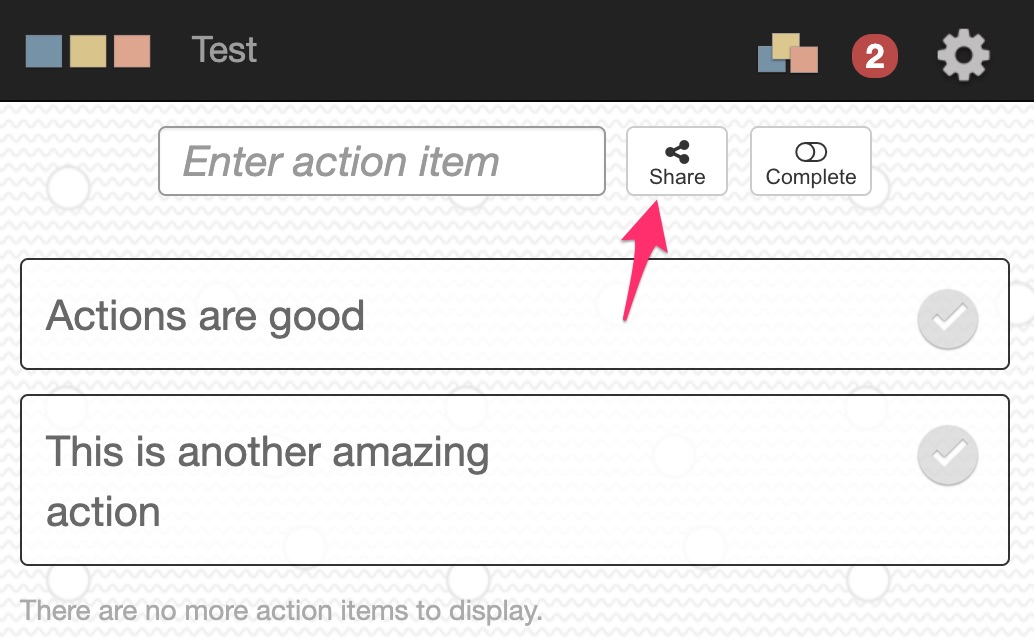 Test
2
Enter action item
Share
Complete
Actions are good
This is another amazing
action
There are no more action items to display.